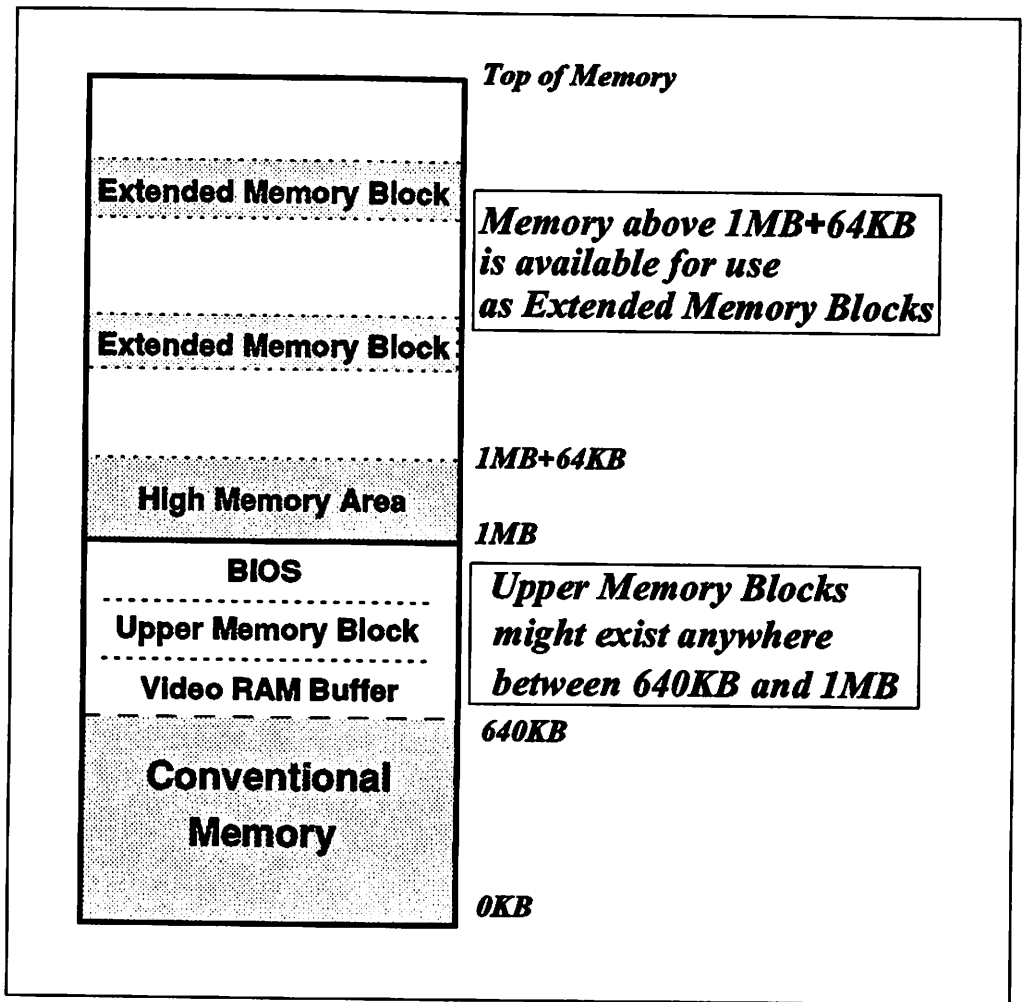 Top of Memory
Extended Memory Block
Memory above 1MB+64KB
is available for use
as Extended Memory Blocks
Extended Memory Block
1MB+64KB
High Memory Area
1MB
BIOS
Upper Memory Block
Video RAM Buffer
Upper Memory Blocks
might exist anywhere
between 640KB and 1MB
640KB
Conventional
Memory
0KB